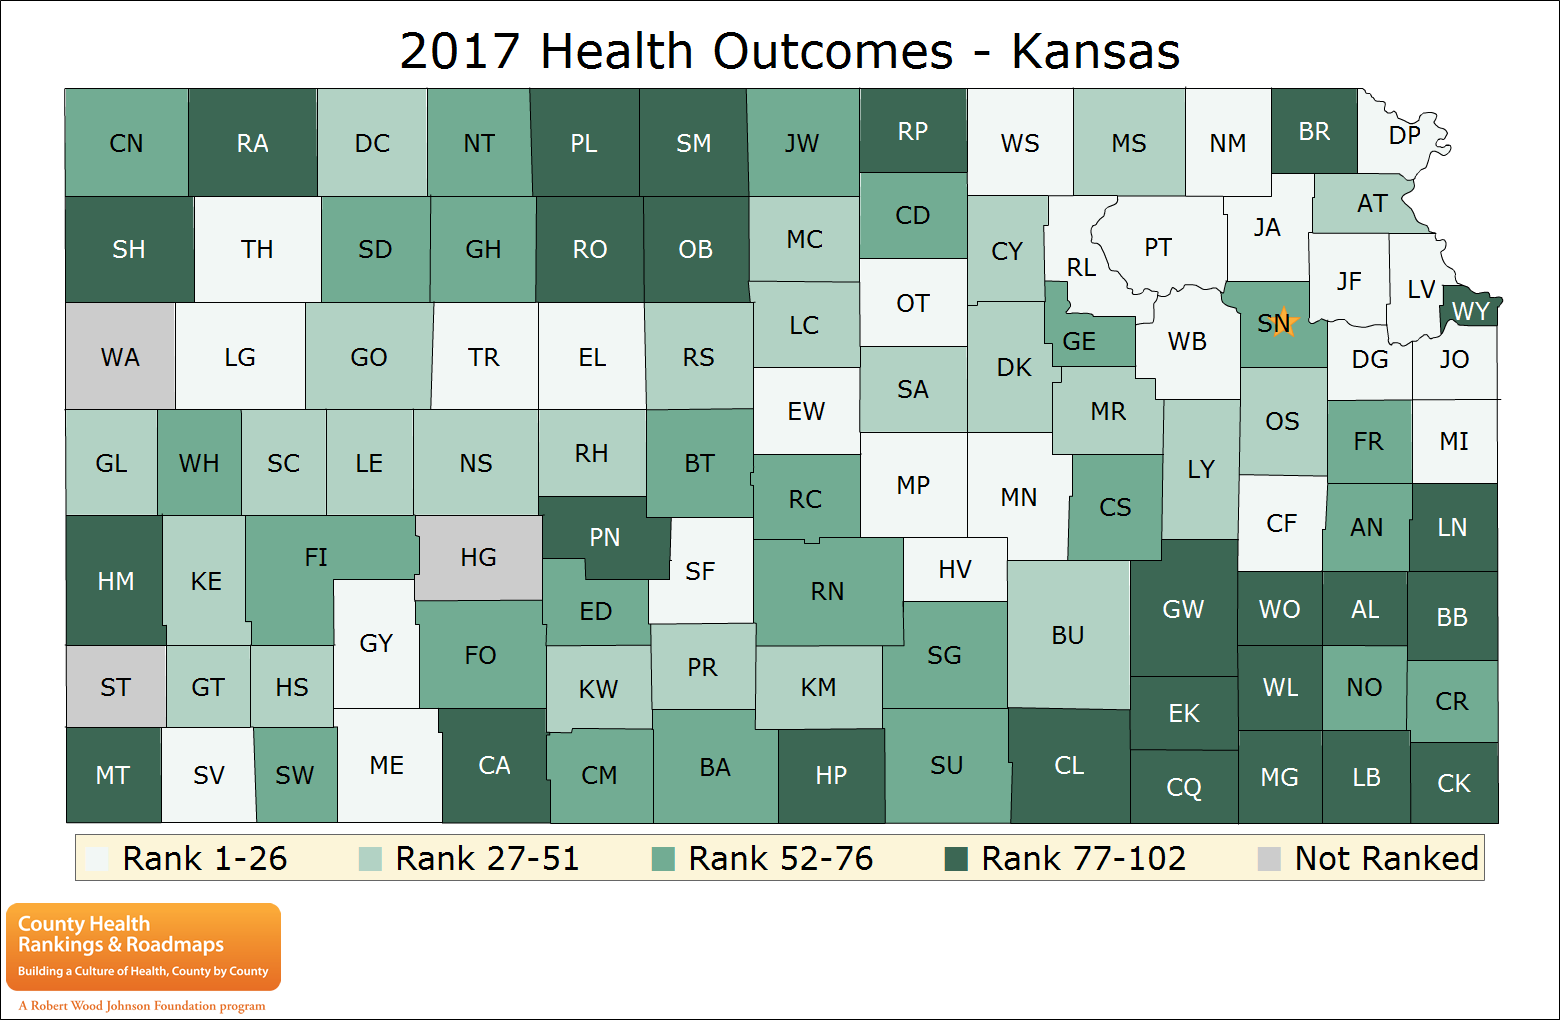 2017 Health Outcomes - Kansas
CN RA DC NT PL SM JW RP WS MS NM BR DP
SH TH SD GH RO OB MC CD CY RL PT JA AT
WA LG GO TR EL RS LC OT DK GE WB SN JF LV WY
GL WH SC LE NS RH BT EW SA MR OS DG JO
HM KE FI HG PN SF RC MP MN CS LY CF FR MI
GY ED RN HV BU GW WO AN LN
ST GT HS FO KW PR KM SG EK WL AL BB
MT SV SW ME CA CM BA HP SU CL CQ MG NO CR
LB CK
Rank 1-26 Rank 27-51 Rank 52-76 Rank 77-102 Not Ranked
County Health
Rankings & Roadmaps
Building a Culture of Health, County by County
A Robert Wood Johnson Foundation program